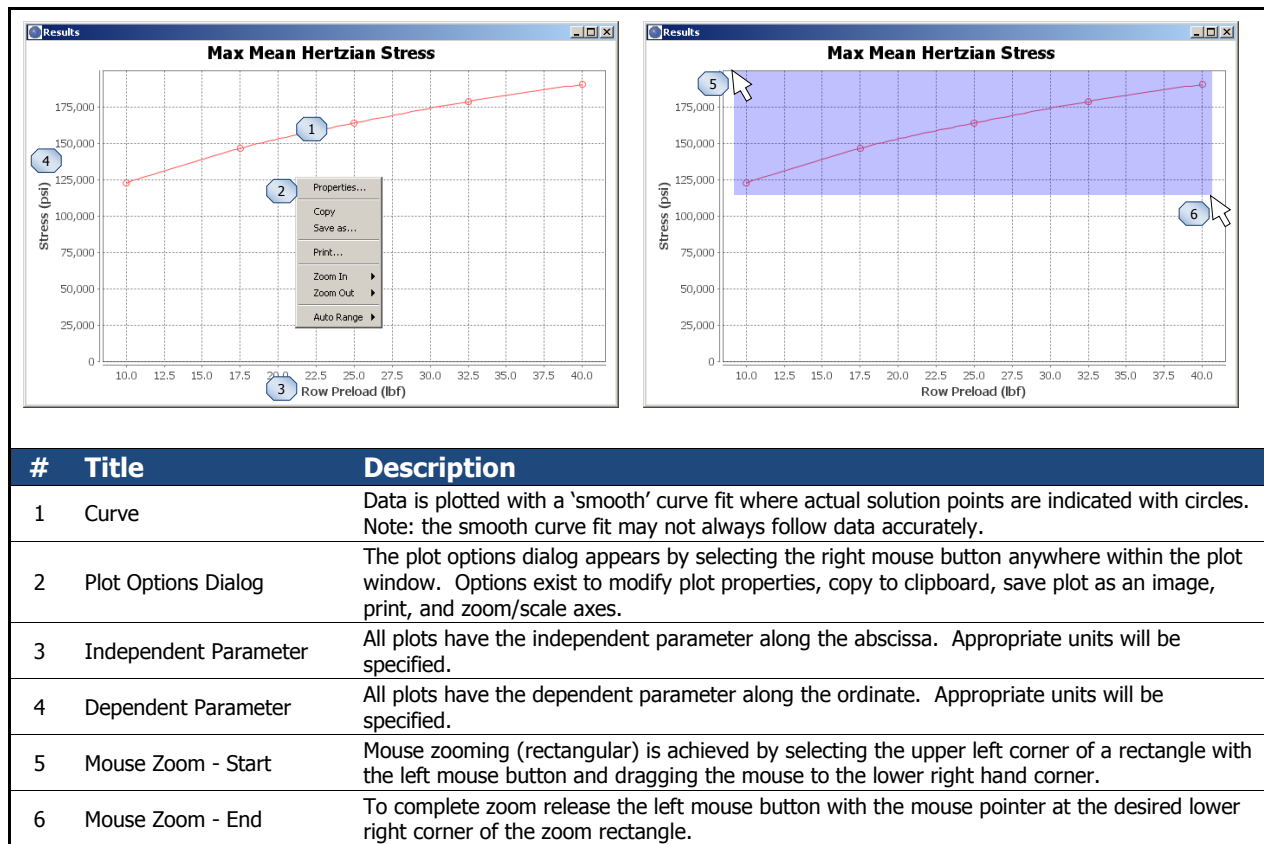 Results
Max Mean Hertzian Stress
175,000
150,000
125,000
100,000
75,000
50,000
25,000
0
Stress (psi)
10.0 12.5 15.0 17.5 20.0 22.5 25.0 27.5 30.0 32.5 35.0 37.5 40.0
Row Preload (lbf)
1
2
3
4
Properties...
Copy
Save as...
Print...
Zoom In
Zoom Out
Auto Range
Results
Max Mean Hertzian Stress
175,000
150,000
125,000
100,000
75,000
50,000
25,000
0
Stress (psi)
10.0 12.5 15.0 17.5 20.0 22.5 25.0 27.5 30.0 32.5 35.0 37.5 40.0
Row Preload (lbf)
5
6
# Title Description
1 Curve Data is plotted with a ‘smooth’ curve fit where actual solution points are indicated with circles.
Note: the smooth curve fit may not always follow data accurately.
2 Plot Options Dialog The plot options dialog appears by selecting the right mouse button anywhere within the plot
window. Options exist to modify plot properties, copy to clipboard, save plot as an image,
print, and zoom/scale axes.
3 Independent Parameter All plots have the independent parameter along the abscissa. Appropriate units will be
specified.
4 Dependent Parameter All plots have the dependent parameter along the ordinate. Appropriate units will be
specified.
5 Mouse Zoom - Start Mouse zooming (rectangular) is achieved by selecting the upper left corner of a rectangle with
the left mouse button and dragging the mouse to the lower right hand corner.
6 Mouse Zoom - End To complete zoom release the left mouse button with the mouse pointer at the desired lower
right corner of the zoom rectangle.